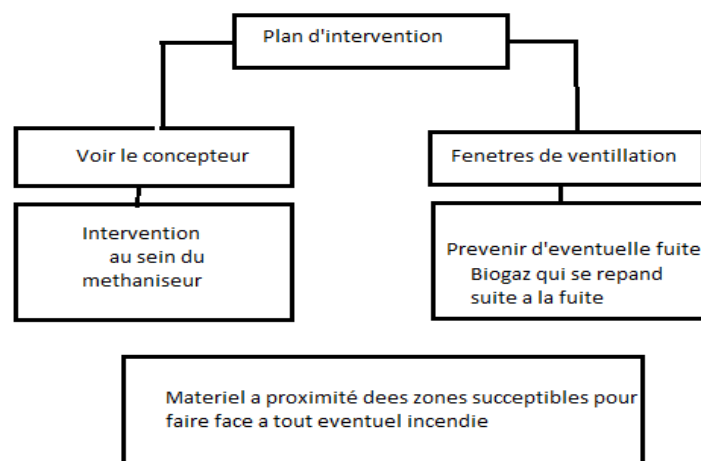 Plan d'intervention
Voir le concepteur
Fenetres de ventillation
Intervention
au sein du
methaniseur
Prevenir d'eventuelle fuite
Biogaz qui se repand
suite a la fuite
Materiel a proximité dees zones succeptibles pour
faire face a tout eventuel incendie